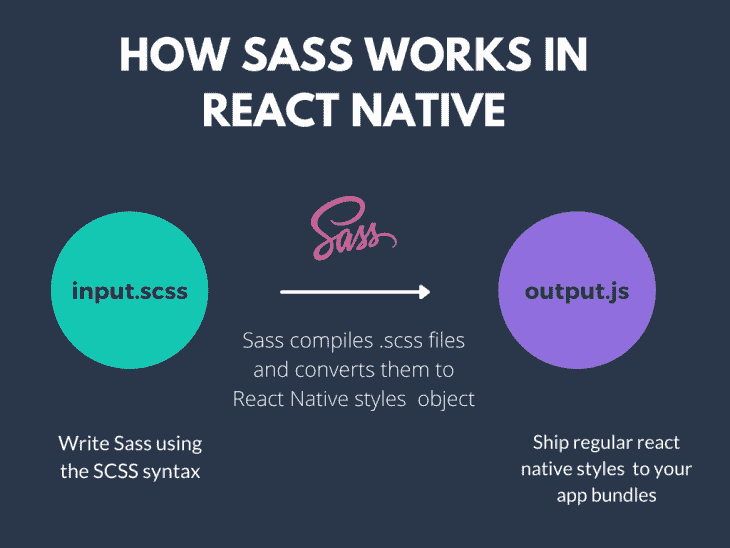 HOW SASS WORKS IN
REACT NATIVE
Sass
input.scss
output.js
Sass compiles .scss files
and converts them to
React Native styles object
Write Sass using
the SCSS syntax
Ship regular react
native styles to your
app bundles